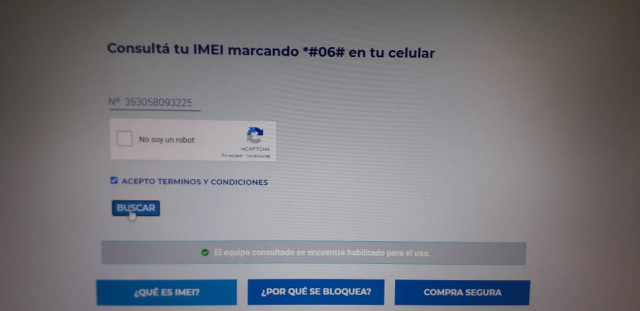 Consultá tu IMEI marcando *#06# en tu celular
Nº 353058093225
No soy un robot
reCAPTCHA
Privacidad - Condiciones
ACEPTO TERMINOS Y CONDICIONES
BUSCAR
El equipo consultado se encuentra habilitado para el uso.
¿QUÉ ES IMEI?
¿POR QUÉ SE BLOQUEA?
COMPRA SEGURA